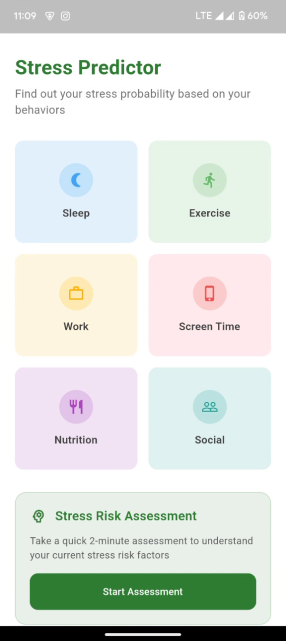 11:09 LTE 60%
Stress Predictor
Find out your stress probability based on your
behaviors
Sleep Exercise
Work Screen Time
Nutrition Social
Stress Risk Assessment
Take a quick 2-minute assessment to understand
your current stress risk factors
Start Assessment